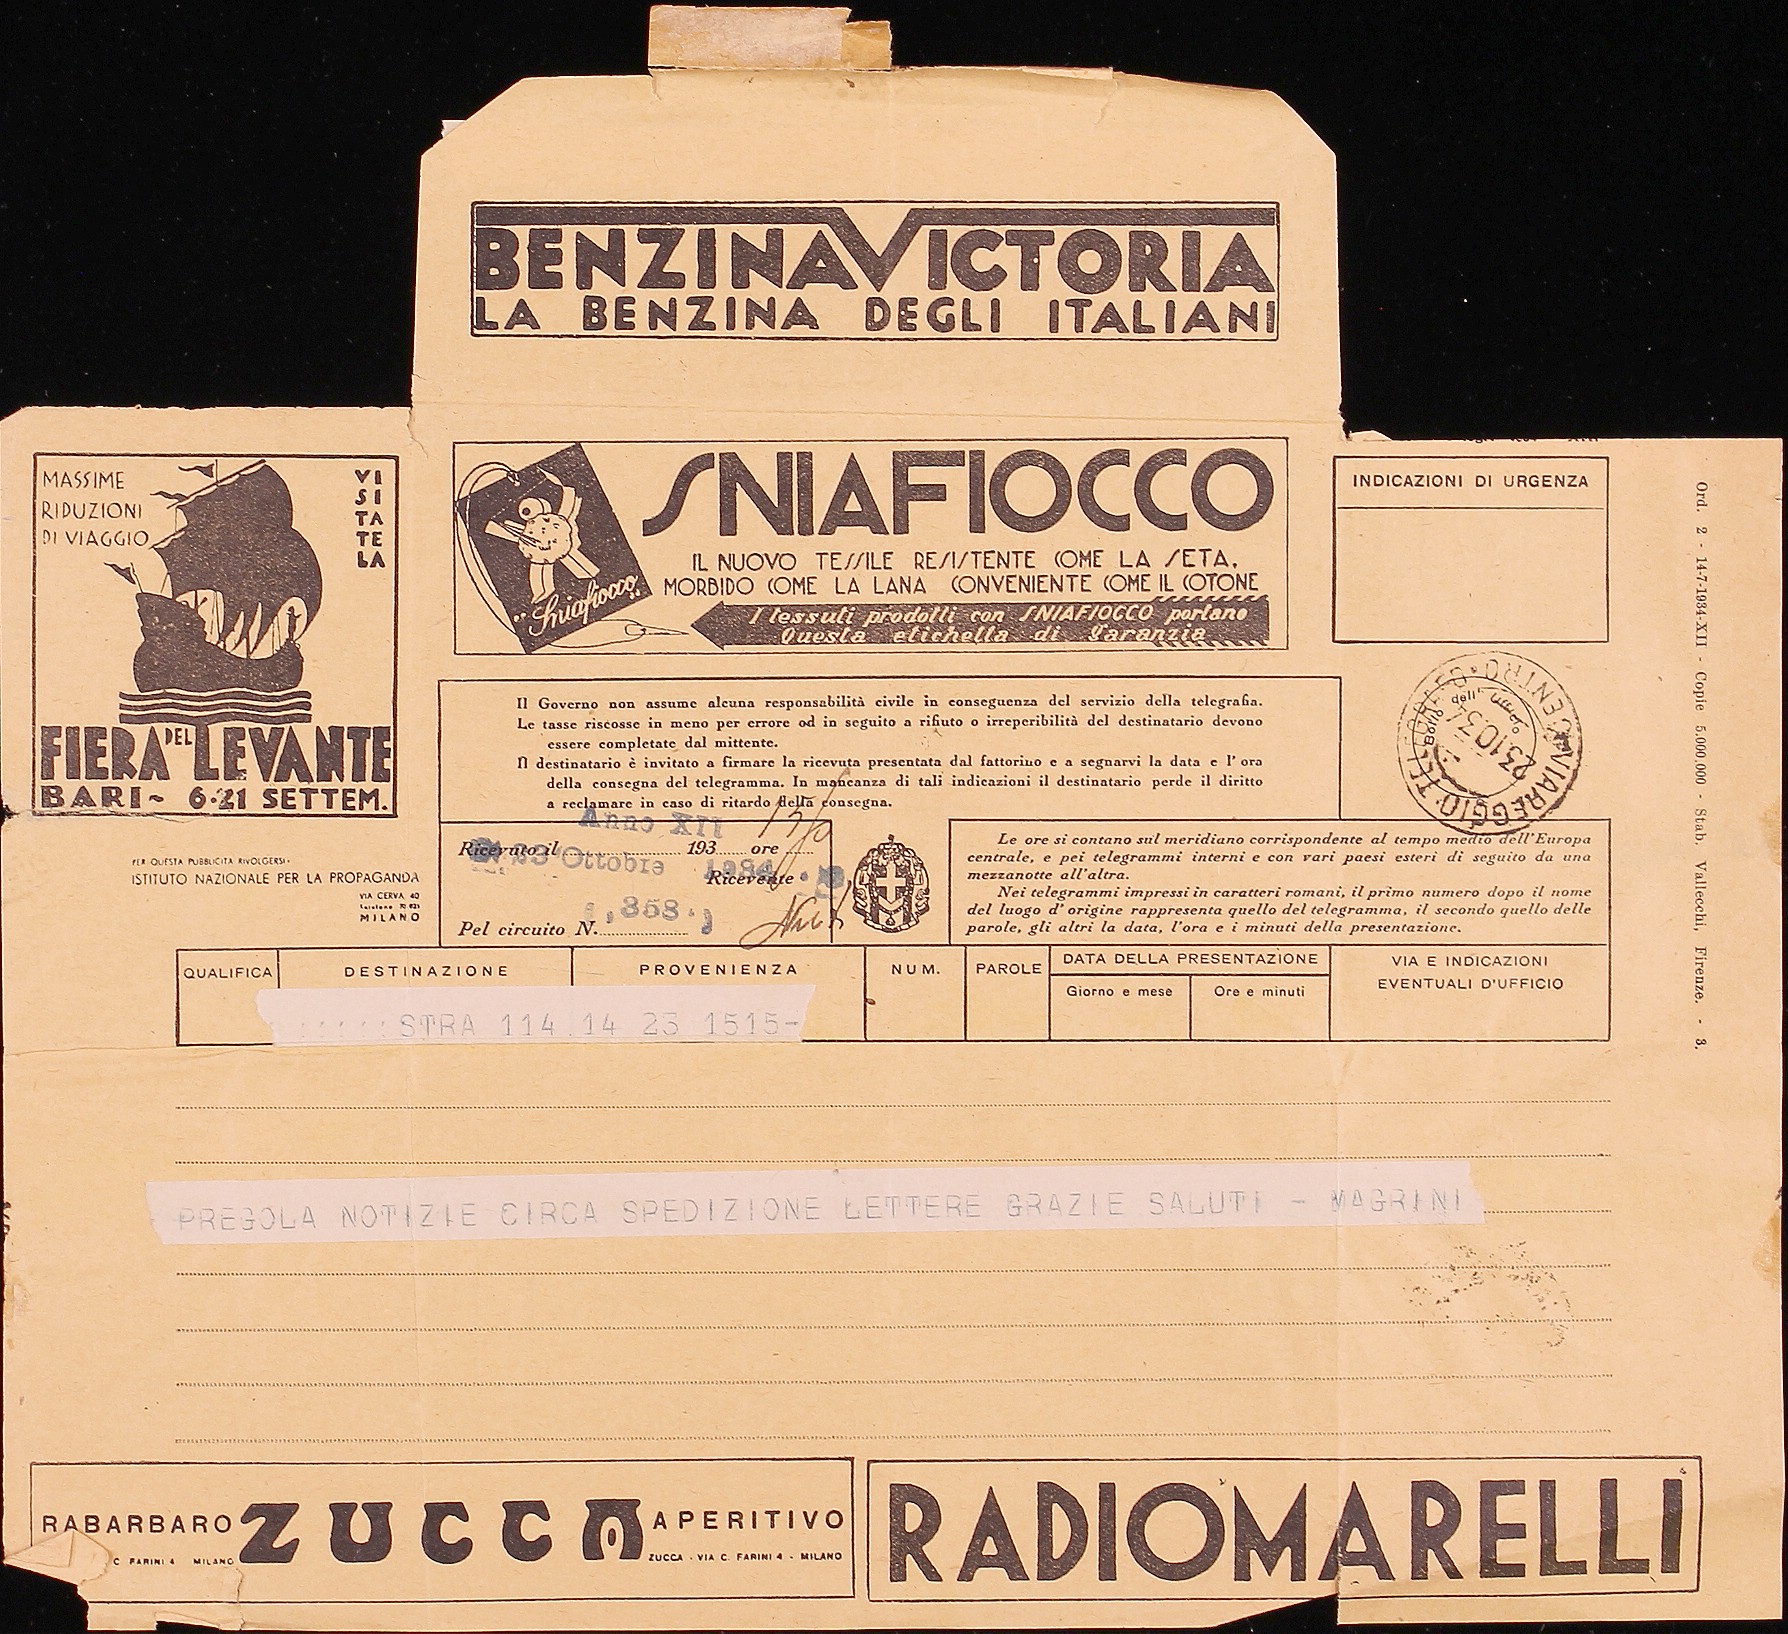 BENZINA VICTORIA
LA BENZINA DEGLI ITALIANI
MASSIME
RIDUZIONI
DI VIAGGIO
VISITATELA
FIERA DEL LEVANTE
BARI - 6-21 SETTEM.
SNIAFIOCCO
IL NUOVO TESSILE RESISTENTE COME LA SETA.
MORBIDO COME LA LANA CONVENIENTE COME IL COTONE
"Sniafiocco"
I tessuti prodotti con SNIAFIOCCO portano
Questa etichetta di Garanzia
INDICAZIONI DI URGENZA
Ord. 2 - 14-7-1934-XII - Copie 5.000.000 - Stab. Vallecchi, Firenze. - 3.
Il Governo non assume alcuna responsabilità civile in conseguenza del servizio della telegrafia.
Le tasse riscosse in meno per errore od in seguito a rifiuto o irreperibilità del destinatario devono
essere completate dal mittente.
Il destinatario è invitato a firmare la ricevuta presentata dal fattorino e a segnarvi la data e l'ora
della consegna del telegramma. In mancanza di tali indicazioni il destinatario perde il diritto
a reclamare in caso di ritardo della consegna.
VIAREGGIO CENTRO
Bollo dell'
23.10.34
PER QUESTA PUBBLICITA RIVOLGERSI:
ISTITUTO NAZIONALE PER LA PROPAGANDA
VIA CERVA, 40
MILANO
Anno XII
Ricevuto il 193 ore
23 Ottobre 1934
Ricevente
358
Pel circuito N.
Le ore si contano sul meridiano corrispondente al tempo medio dell'Europa
centrale, e pei telegrammi interni e con vari paesi esteri di seguito da una
mezzanotte all'altra.
Nei telegrammi impressi in caratteri romani, il primo numero dopo il nome
del luogo d'origine rappresenta quello del telegramma, il secondo quello delle
parole, gli altri la data, l'ora e i minuti della presentazione.
QUALIFICA DESTINAZIONE PROVENIENZA NUM. PAROLE DATA DELLA PRESENTAZIONE VIA E INDICAZIONI
EVENTUALI D'UFFICIO
Giorno e mese Ore e minuti
STRA 114 14 23 1515-
PREGOLA NOTIZIE CIRCA SPEDIZIONE LETTERE GRAZIE SALUTI - MAGRINI
RABARBARO ZUCCA APERITIVO
C. FARINI 4 MILANO
ZUCCA - VIA C. FARINI 4 - MILANO
RADIOMARELLI